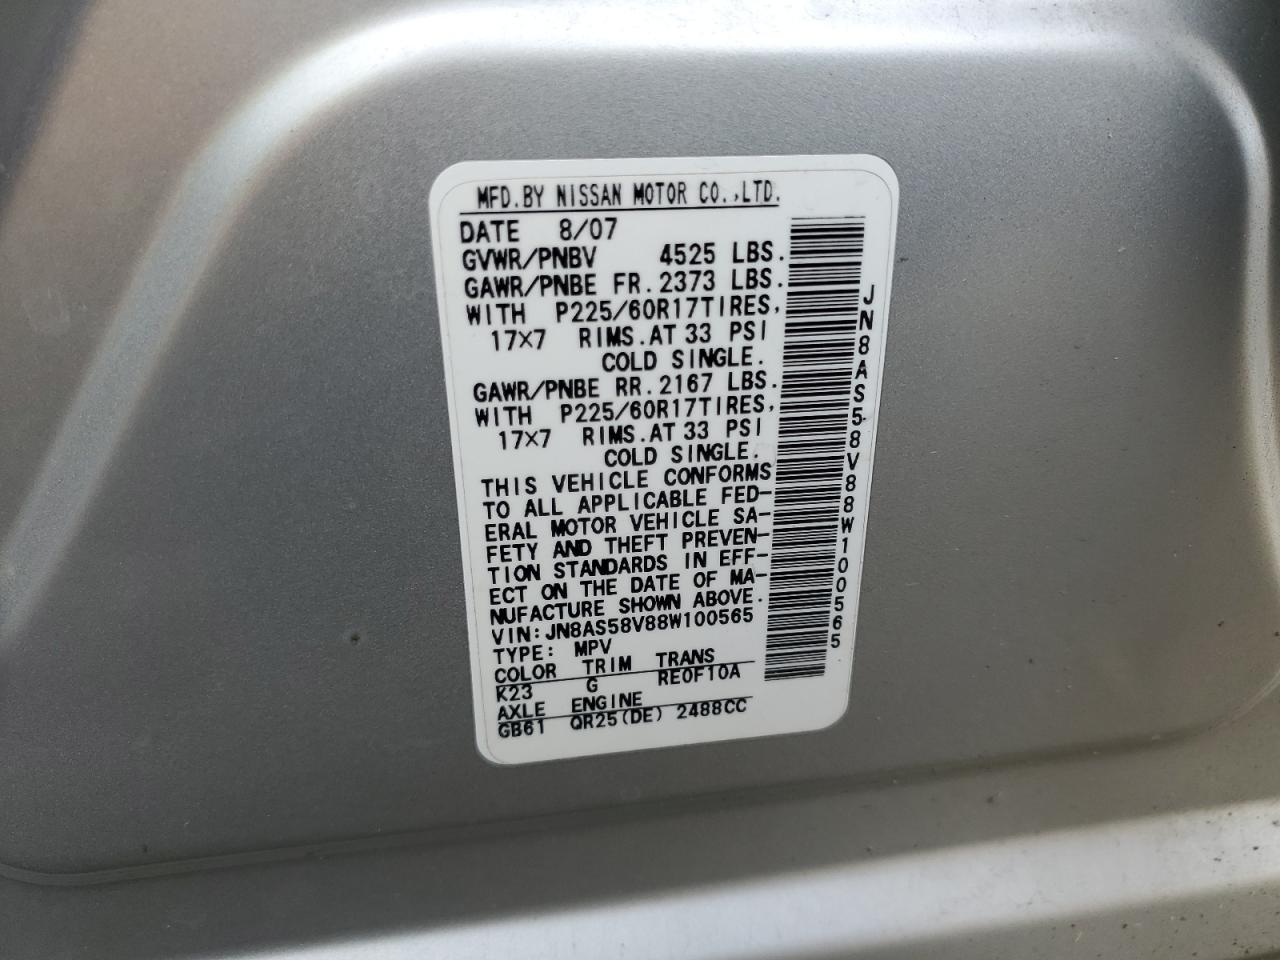 MFD.BY NISSAN MOTOR CO.,LTD.
DATE 8/07
GVWR/PNBV 4525 LBS.
GAWR/PNBE FR.2373 LBS.
WITH P225/60R17TIRES,
17×7 RIMS.AT 33 PSI
COLD SINGLE.
GAWR/PNBE RR.2167 LBS.
WITH P225/60R17TIRES,
17×7 RIMS.AT 33 PSI
COLD SINGLE.
THIS VEHICLE CONFORMS
TO ALL APPLICABLE FED-
ERAL MOTOR VEHICLE SA-
FETY AND THEFT PREVEN-
TION STANDARDS IN EFF-
ECT ON THE DATE OF MA-
NUFACTURE SHOWN ABOVE.
VIN:JN8AS58V88W100565
TYPE: MPV
COLOR TRIM TRANS
K23 G RE0F10A
AXLE ENGINE
GB61 QR25(DE) 2488CC
JN8AS58V88W100565